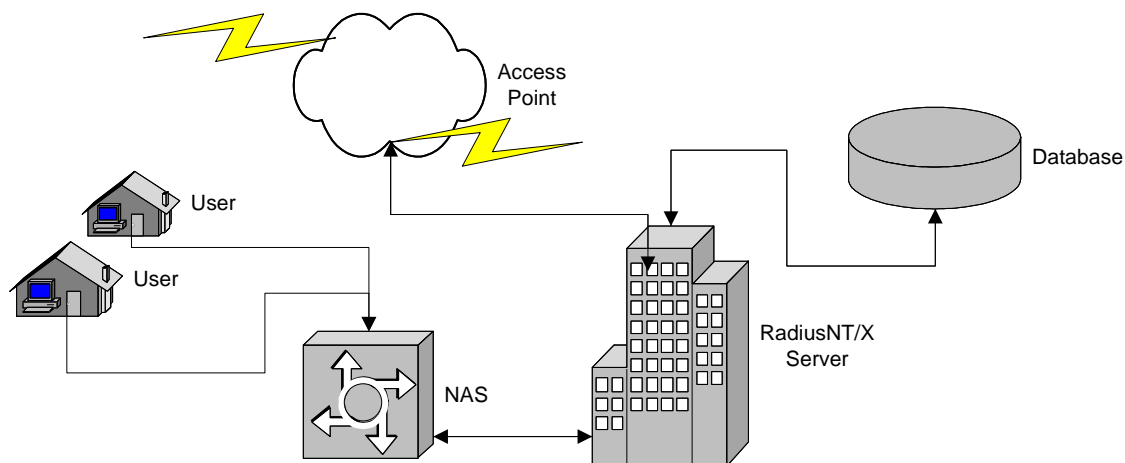 Access
Point
Database
User
User
RadiusNT/X
Server
NAS